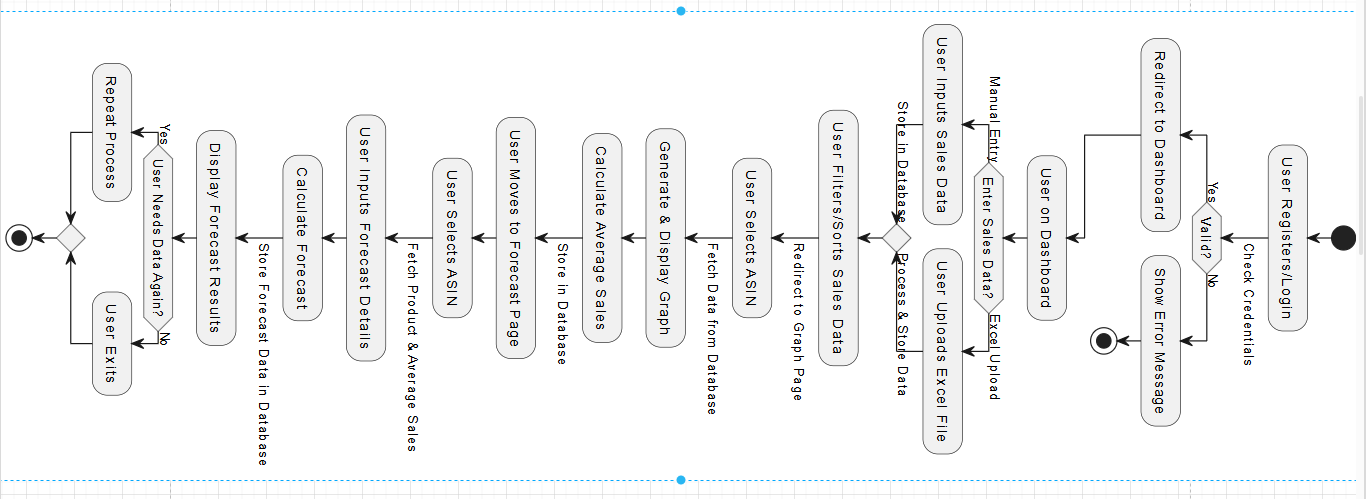 User Registers/Login
Check Credentials
Valid?
Yes
No
Redirect to Dashboard
Show Error Message
User on Dashboard
Enter Sales Data?
Manual Entry
Excel Upload
User Inputs Sales Data
User Uploads Excel File
Store in Database
Process & Store Data
User Filters/Sorts Sales Data
Redirect to Graph Page
User Selects ASIN
Fetch Data from Database
Generate & Display Graph
Calculate Average Sales
Store in Database
User Moves to Forecast Page
User Selects ASIN
Fetch Product & Average Sales
User Inputs Forecast Details
Calculate Forecast
Store Forecast Data in Database
Display Forecast Results
User Needs Data Again?
Yes
No
Repeat Process
User Exits